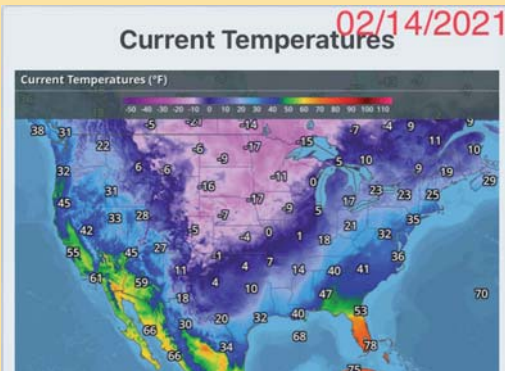 02/14/2021
Current Temperatures
Current Temperatures (°F)
-50 -40 -30 -20 -10 0 10 20 30 40 50 60 70 80 90 100 110
-5 -21 -14 -7 -4 9 9
38 31 22 -6 -17 -15 11 10
32 6 -6 -9 -11 0 5 10 9 19 29
45 31 -16 -17 -9 5 17 23 23 25
42 33 28 -7 0 1 18 21 35
55 45 27 -5 -4 32
61 59 11 -1 4 7 14 40 41 36
18 4 10 47 70
66 30 20 32 40 53
66 34 68 78
75